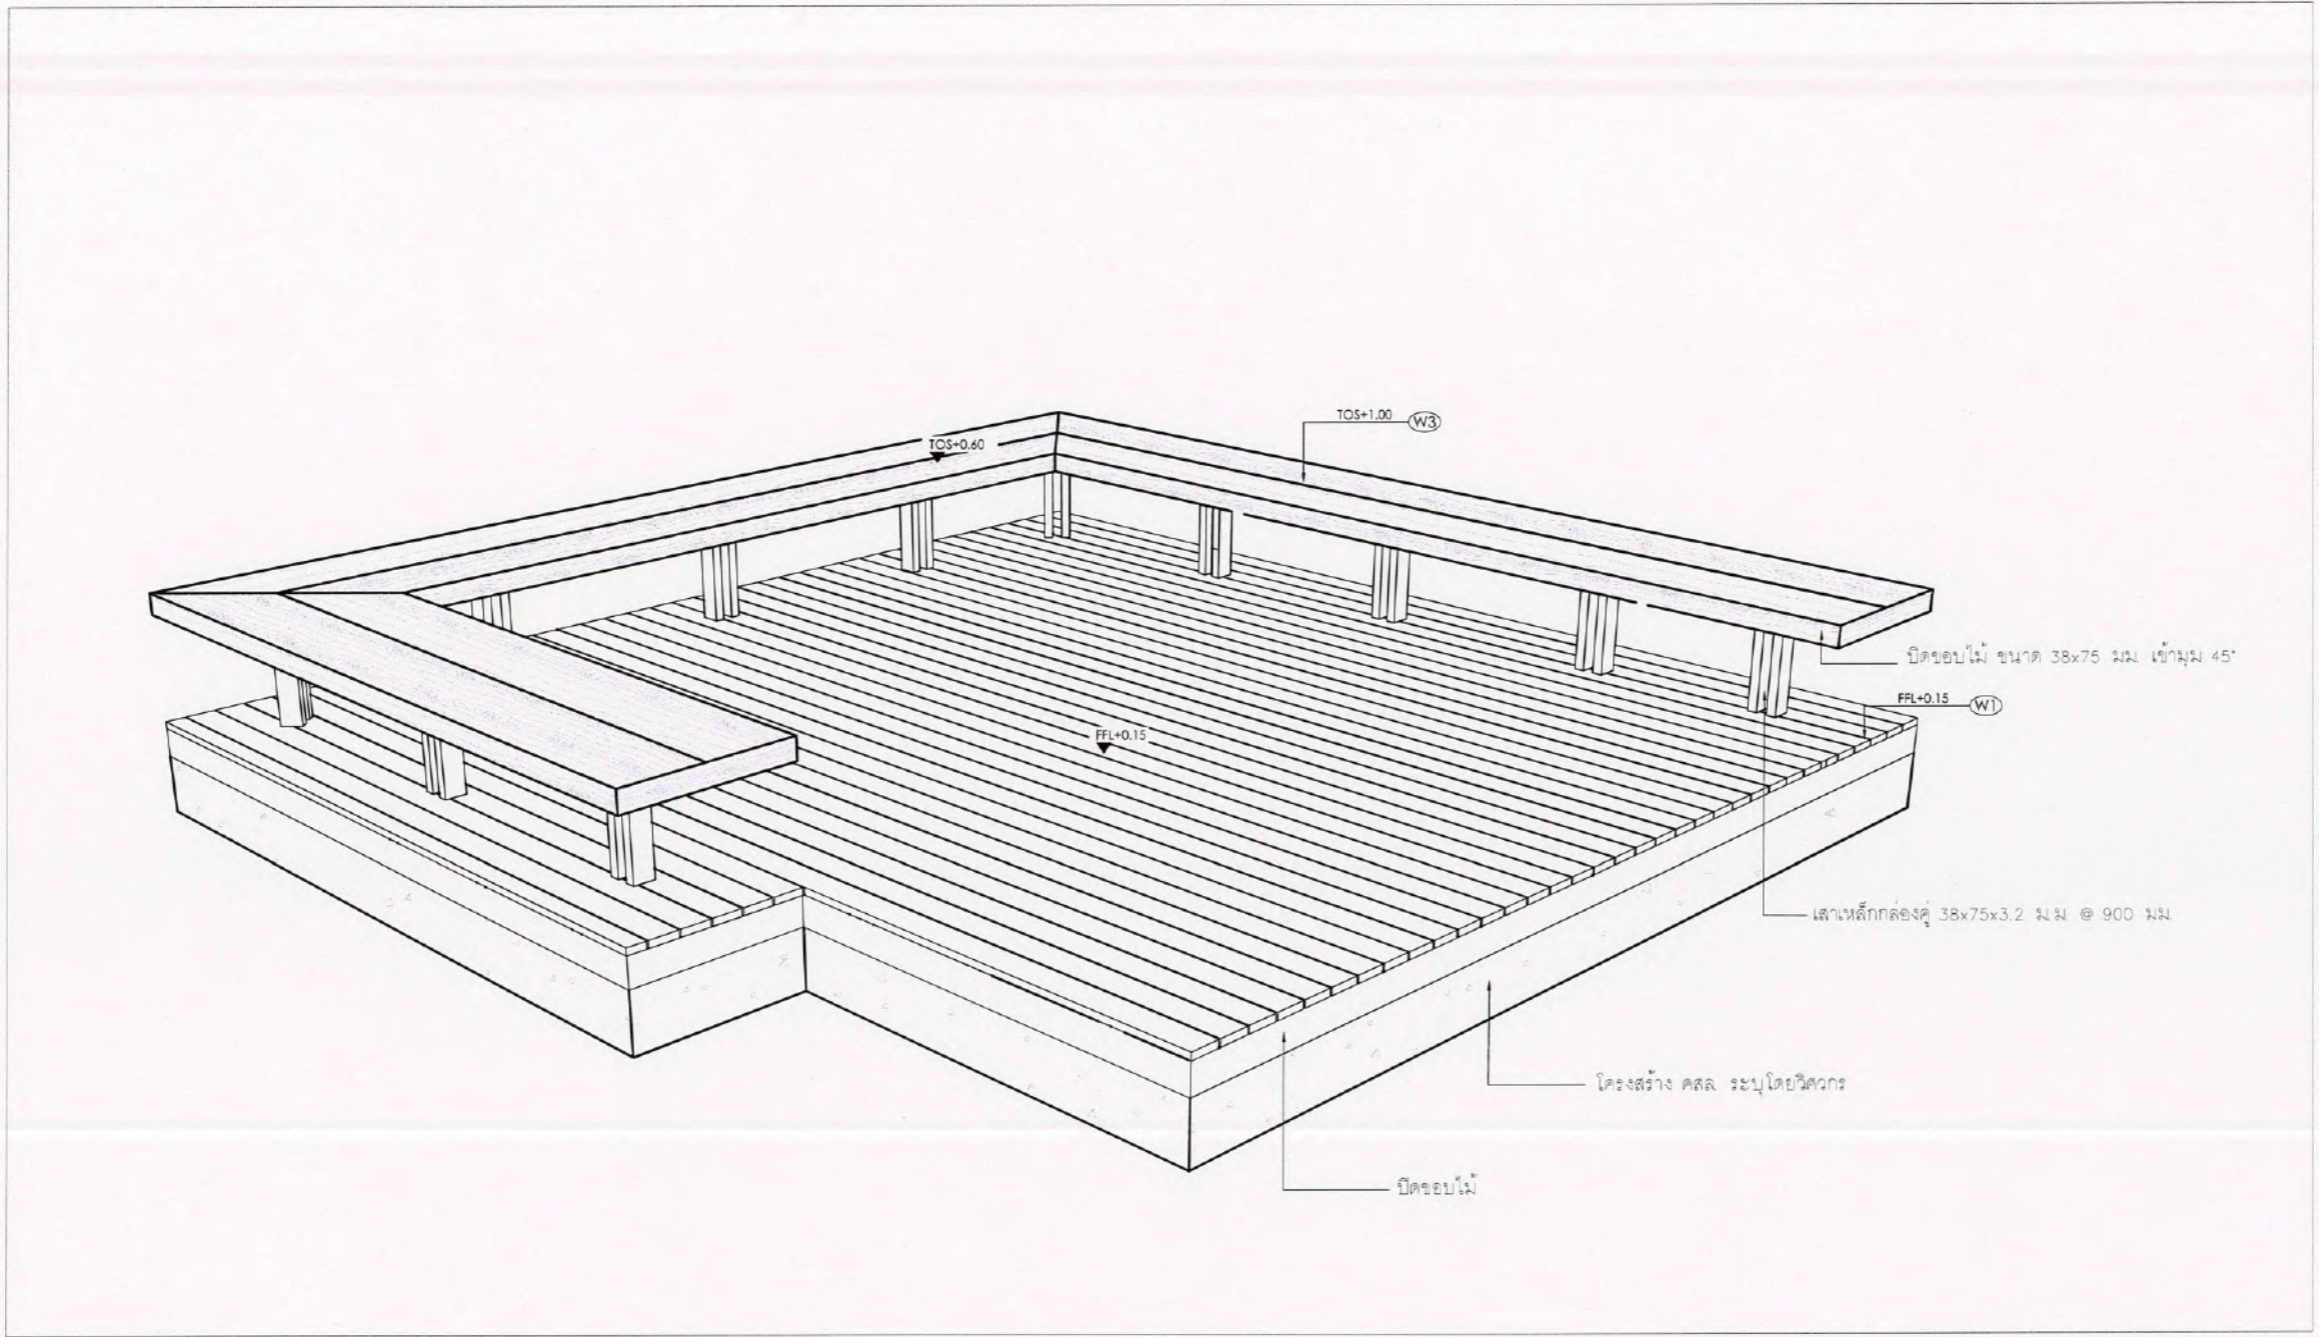 TOS+1.00 W3
TOS+0.60
ปิดขอบไม้ ขนาด 38x75 มม. เข้ามุม 45°
FFL+0.15 W1
FFL+0.15
เสาเหล็กกล่องคู่ 38x75x3.2 ม.ม. @ 900 มม.
โครงสร้าง คสล. ระบุโดยวิศวกร
ปิดขอบไม้